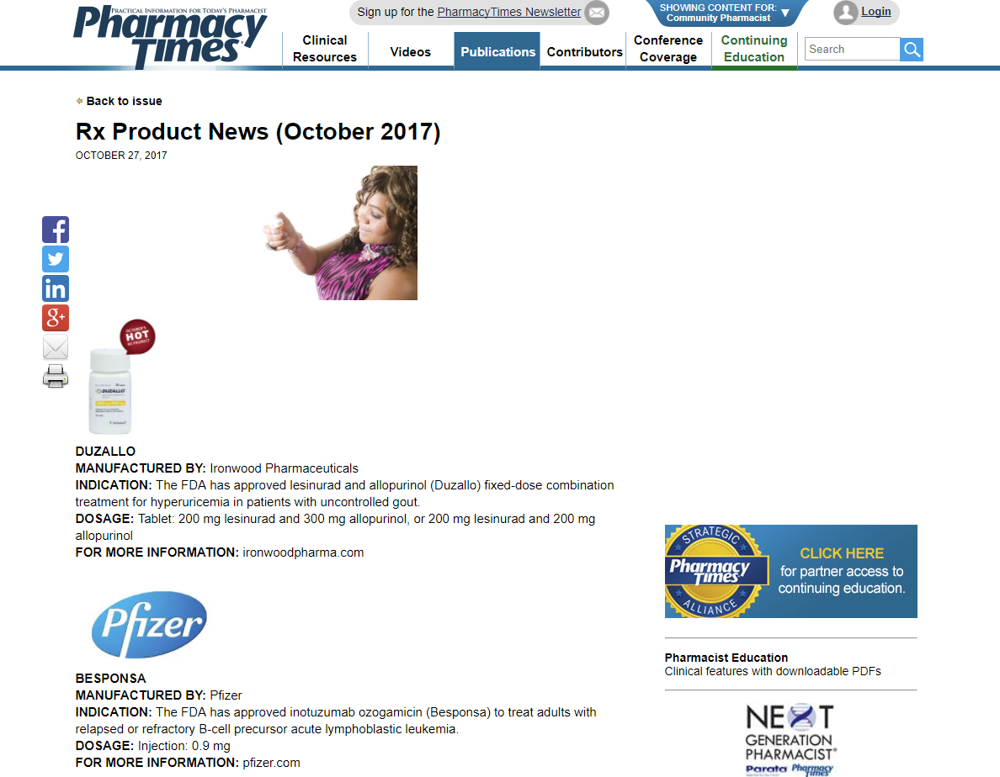 PRACTICAL INFORMATION FOR TODAY'S PHARMACIST
Pharmacy
Times
Sign up for the PharmacyTimes Newsletter
SHOWING CONTENT FOR:
Community Pharmacist
Login
Clinical
Resources
Videos
Publications
Contributors
Conference
Coverage
Continuing
Education
Search
Back to issue
Rx Product News (October 2017)
OCTOBER 27, 2017
OCTOBER'S
HOT
RX PRODUCT
DUZALLO
DUZALLO
MANUFACTURED BY: Ironwood Pharmaceuticals
INDICATION: The FDA has approved lesinurad and allopurinol (Duzallo) fixed-dose combination
treatment for hyperuricemia in patients with uncontrolled gout.
DOSAGE: Tablet: 200 mg lesinurad and 300 mg allopurinol, or 200 mg lesinurad and 200 mg
allopurinol
FOR MORE INFORMATION: ironwoodpharma.com
Pfizer
BESPONSA
MANUFACTURED BY: Pfizer
INDICATION: The FDA has approved inotuzumab ozogamicin (Besponsa) to treat adults with
relapsed or refractory B-cell precursor acute lymphoblastic leukemia.
DOSAGE: Injection: 0.9 mg
FOR MORE INFORMATION: pfizer.com
STRATEGIC
Pharmacy
Times
ALLIANCE
CLICK HERE
for partner access to
continuing education.
Pharmacist Education
Clinical features with downloadable PDFs
NEXT
GENERATION
PHARMACIST®
Parata Pharmacy Times